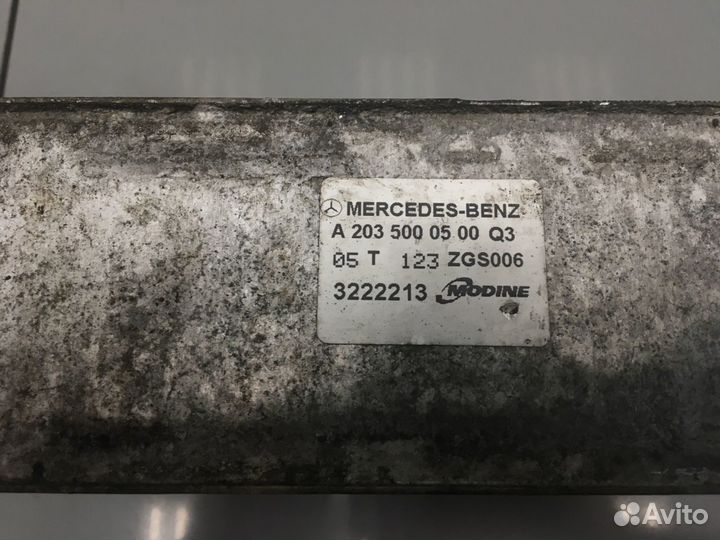 MERCEDES-BENZ
A 203 500 05 00 Q3
05 T 123 ZGS006
3222213 MODINE
Avito